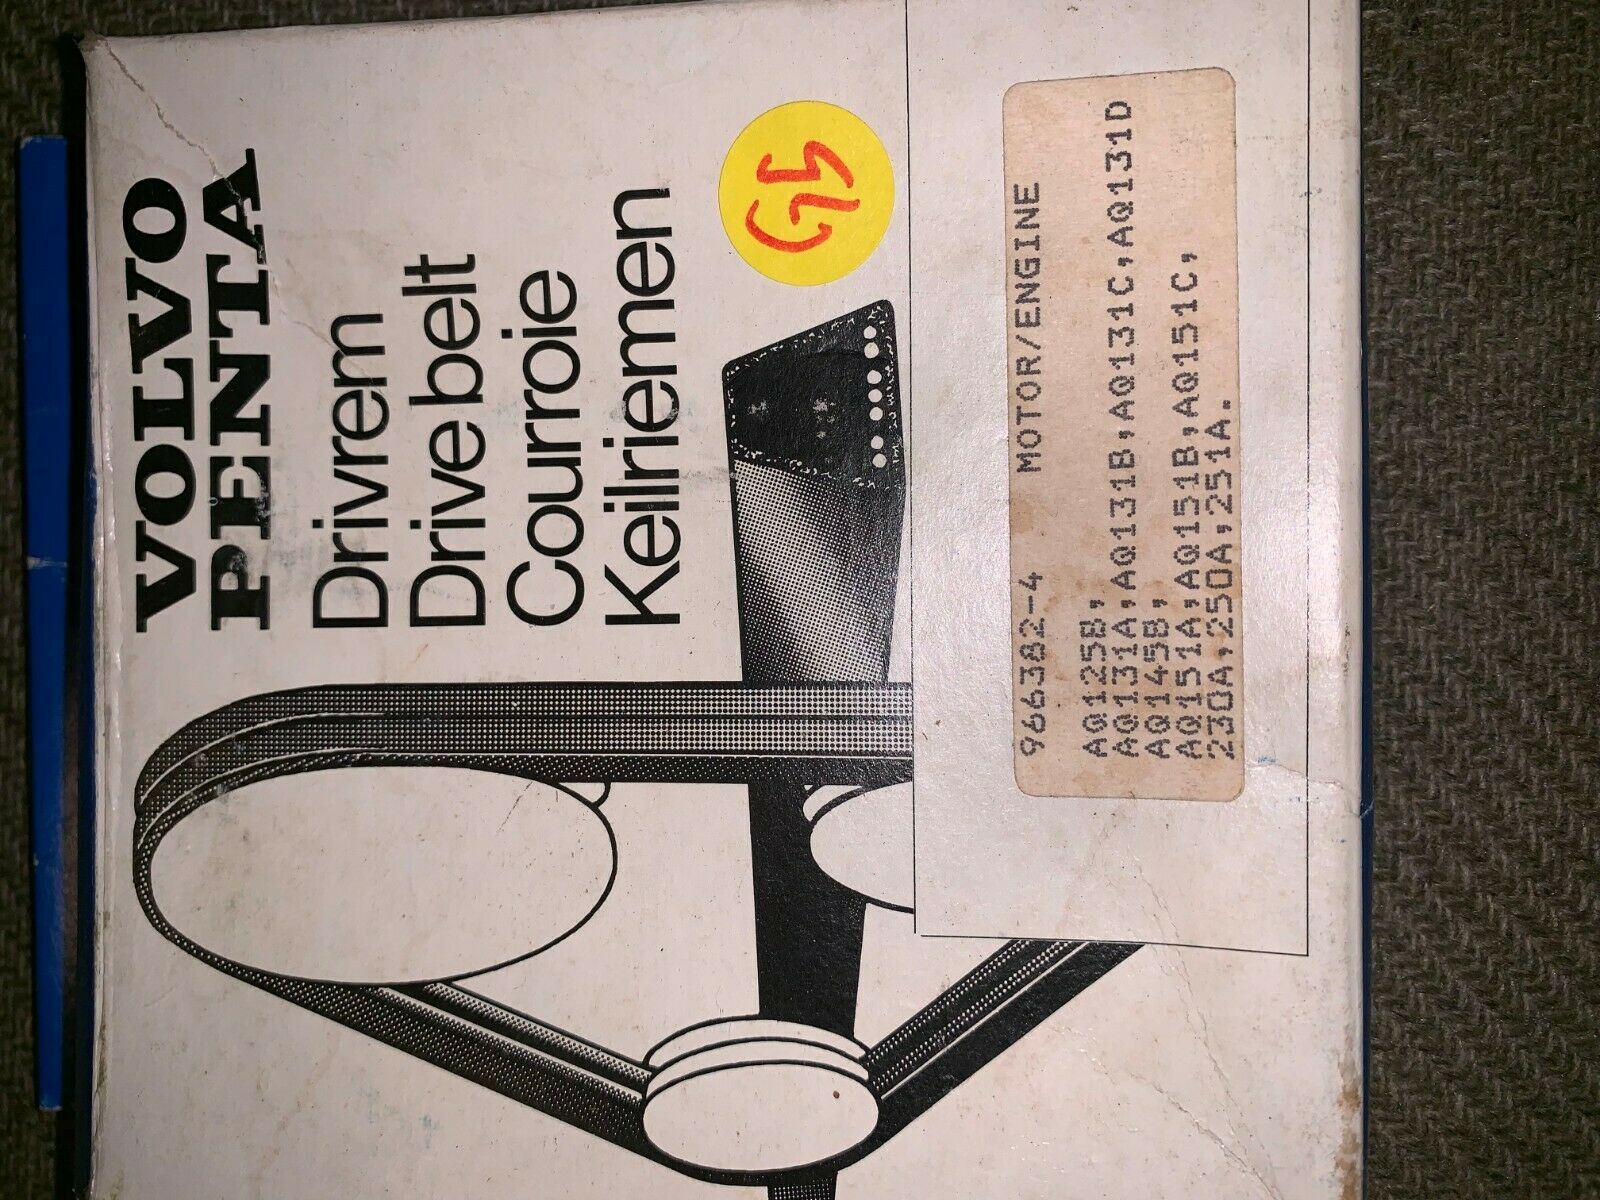 VOLVO
PENTA
Drivrem
Drive belt
Courroie
Keilriemen
966382-4 MOTOR/ENGINE
AQ125B,
AQ131A,AQ131B,AQ131C,AQ131D
AQ145B,
AQ151A,AQ151B,AQ151C,
230A,250A,251A.